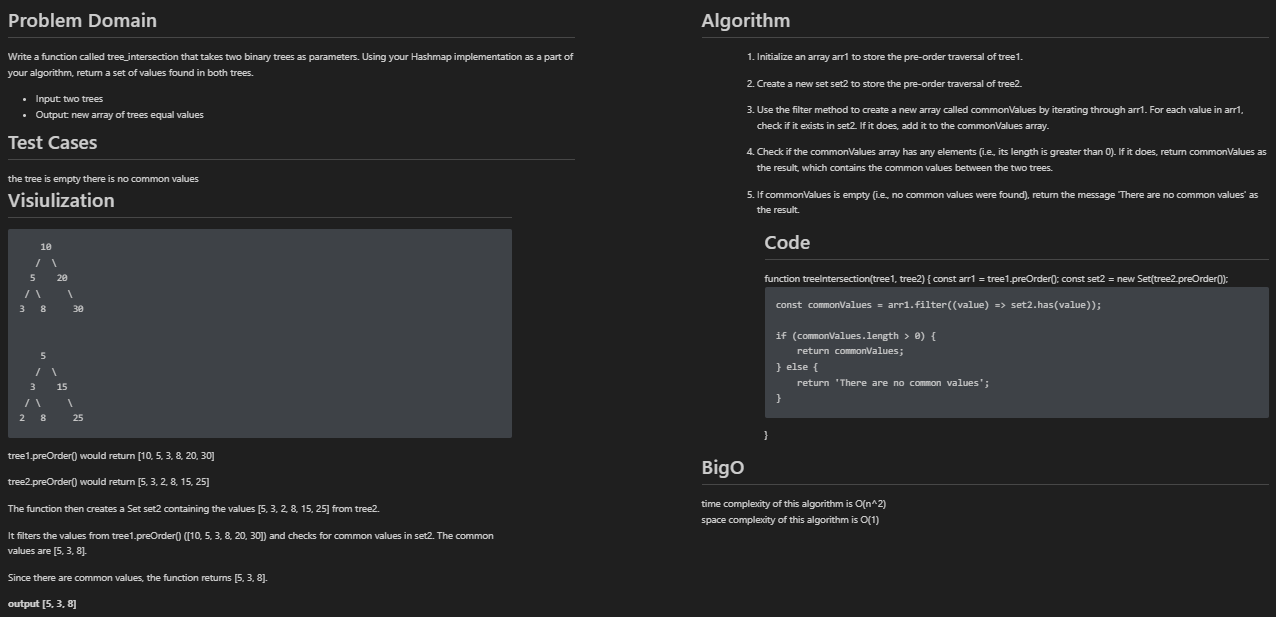 Problem Domain
Write a function called tree_intersection that takes two binary trees as parameters. Using your Hashmap implementation as a part of
your algorithm, return a set of values found in both trees.
• Input: two trees
• Output: new array of trees equal values
Test Cases
the tree is empty there is no common values
Visiulization
10
/ \
5 20
/ \ \
3 8 30
5
/ \
3 15
/ \ \
2 8 25
tree1.preOrder() would return [10, 5, 3, 8, 20, 30]
tree2.preOrder() would return [5, 3, 2, 8, 15, 25]
The function then creates a Set set2 containing the values [5, 3, 2, 8, 15, 25] from tree2.
It filters the values from tree1.preOrder() ([10, 5, 3, 8, 20, 30]) and checks for common values in set2. The common
values are [5, 3, 8].
Since there are common values, the function returns [5, 3, 8].
output [5, 3, 8]
Algorithm
1. Initialize an array arr1 to store the pre-order traversal of tree1.
2. Create a new set set2 to store the pre-order traversal of tree2.
3. Use the filter method to create a new array called commonValues by iterating through arr1. For each value in arr1,
check if it exists in set2. If it does, add it to the commonValues array.
4. Check if the commonValues array has any elements (i.e., its length is greater than 0). If it does, return commonValues as
the result, which contains the common values between the two trees.
5. If commonValues is empty (i.e., no common values were found), return the message 'There are no common values' as
the result.
Code
function treeIntersection(tree1, tree2) { const arr1 = tree1.preOrder(); const set2 = new Set(tree2.preOrder());
const commonValues = arr1.filter((value) => set2.has(value));
if (commonValues.length > 0) {
return commonValues;
} else {
return 'There are no common values';
}
}
BigO
time complexity of this algorithm is O(n^2)
space complexity of this algorithm is O(1)